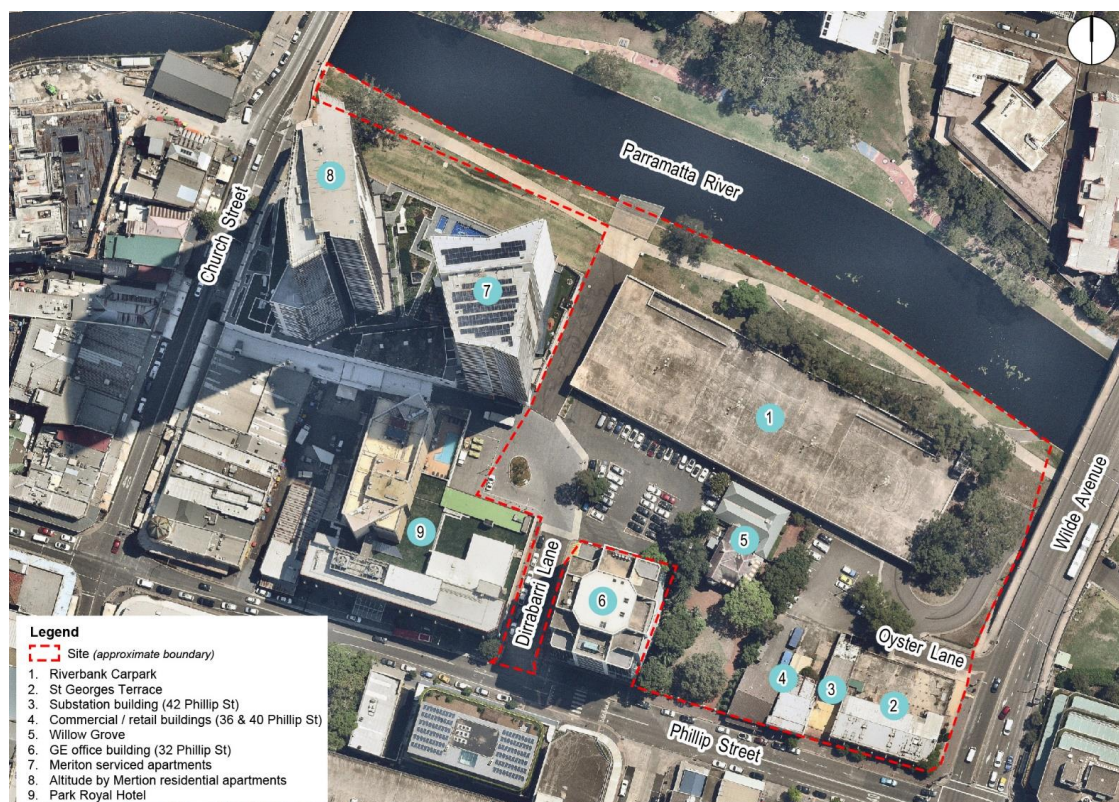 Parramatta River
Church Street
Wilde Avenue
Dirrabarri Lane
Oyster Lane
Phillip Street
8
7
1
5
9
6
4
3
2
Legend
Site (approximate boundary)
1. Riverbank Carpark
2. St Georges Terrace
3. Substation building (42 Phillip St)
4. Commercial / retail buildings (36 & 40 Phillip St)
5. Willow Grove
6. GE office building (32 Phillip St)
7. Meriton serviced apartments
8. Altitude by Mertion residential apartments
9. Park Royal Hotel